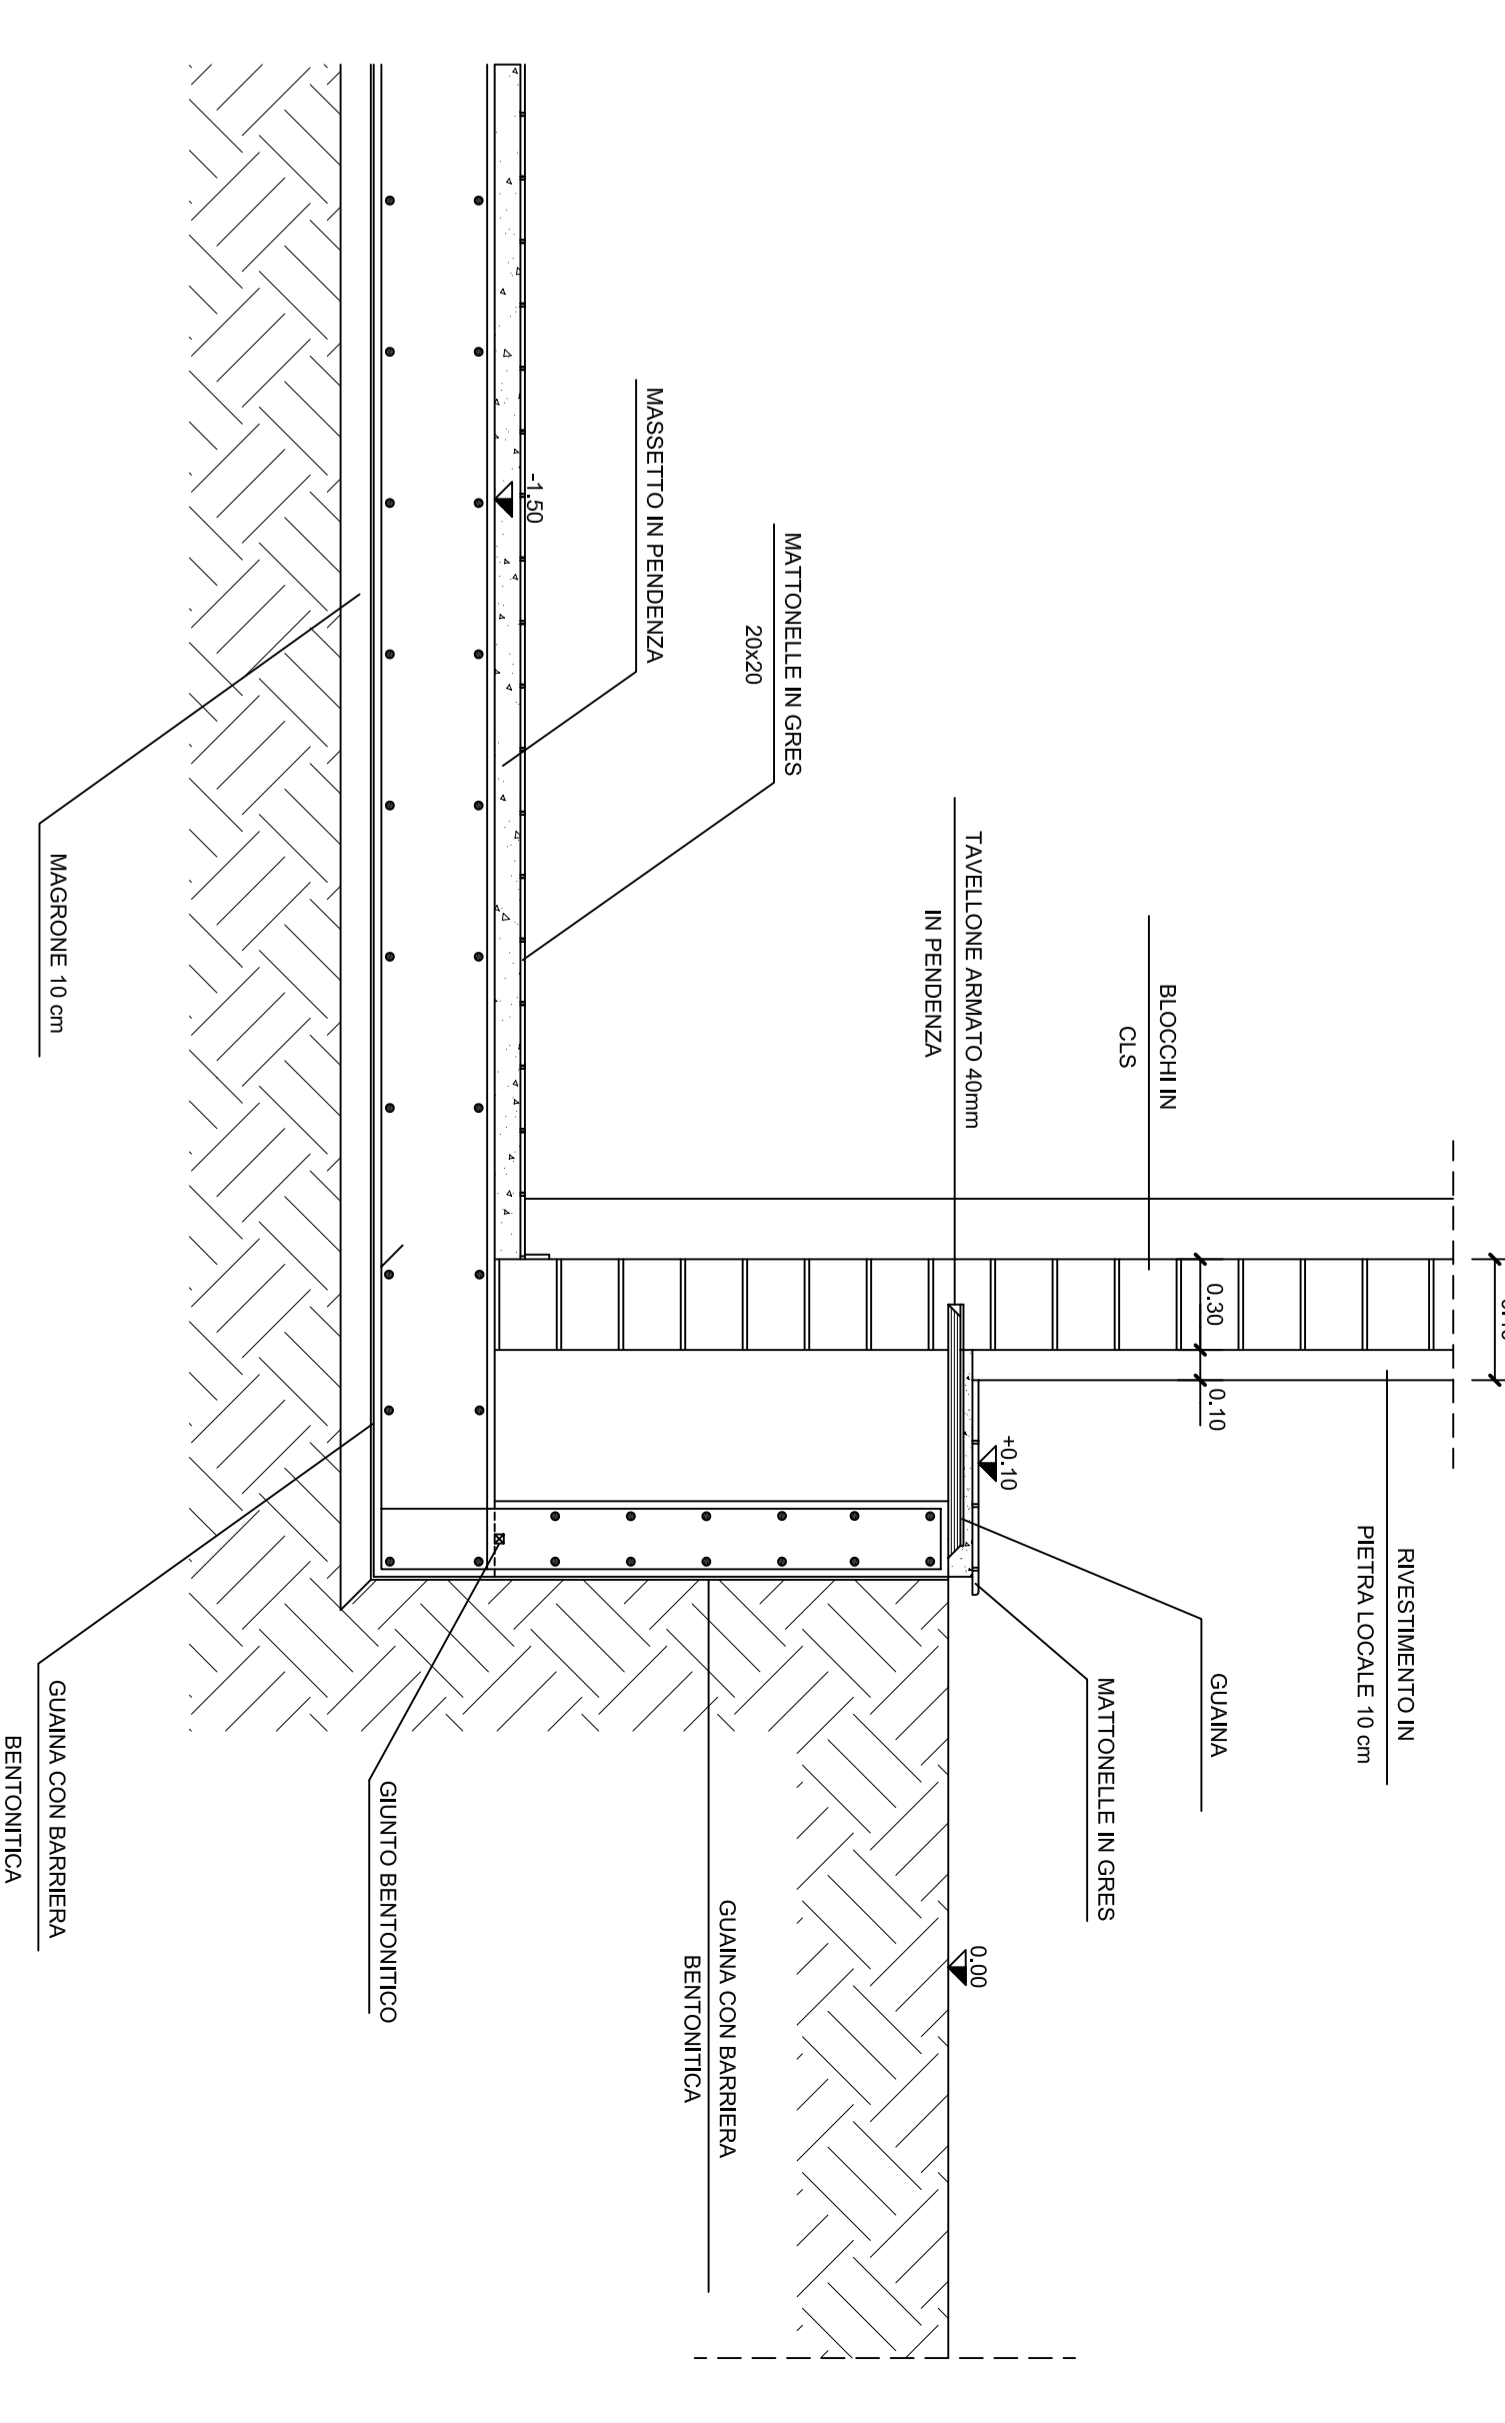 RIVESTIMENTO IN
PIETRA LOCALE 10 cm
0.30
0.10
GUAINA
BLOCCHI IN
CLS
MATTONELLE IN GRES
+0.10
TAVELLONE ARMATO 40mm
IN PENDENZA
0.00
MATTONELLE IN GRES
20x20
GUAINA CON BARRIERA
BENTONITICA
MASSETTO IN PENDENZA
-1.50
GIUNTO BENTONITICO
MAGRONE 10 cm
GUAINA CON BARRIERA
BENTONITICA